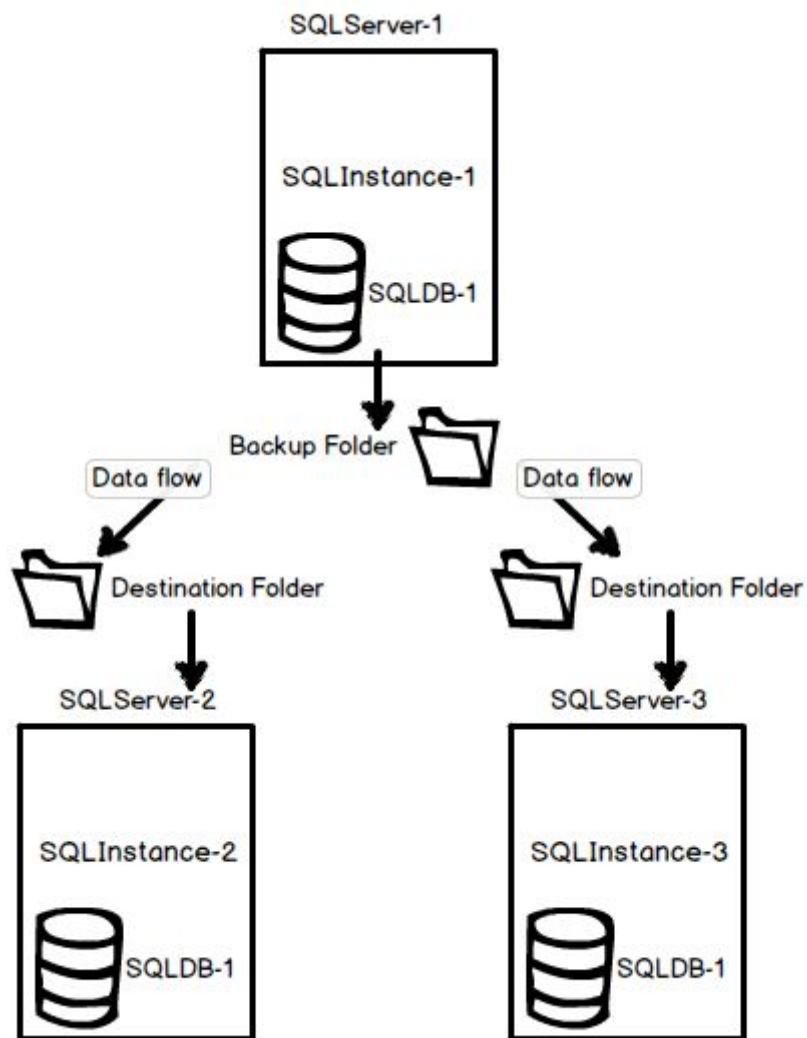 SQLServer-1
SQLInstance-1
SQLDB-1
Backup Folder
Data flow
Data flow
Destination Folder
Destination Folder
SQLServer-2
SQLServer-3
SQLInstance-2
SQLInstance-3
SQLDB-1
SQLDB-1